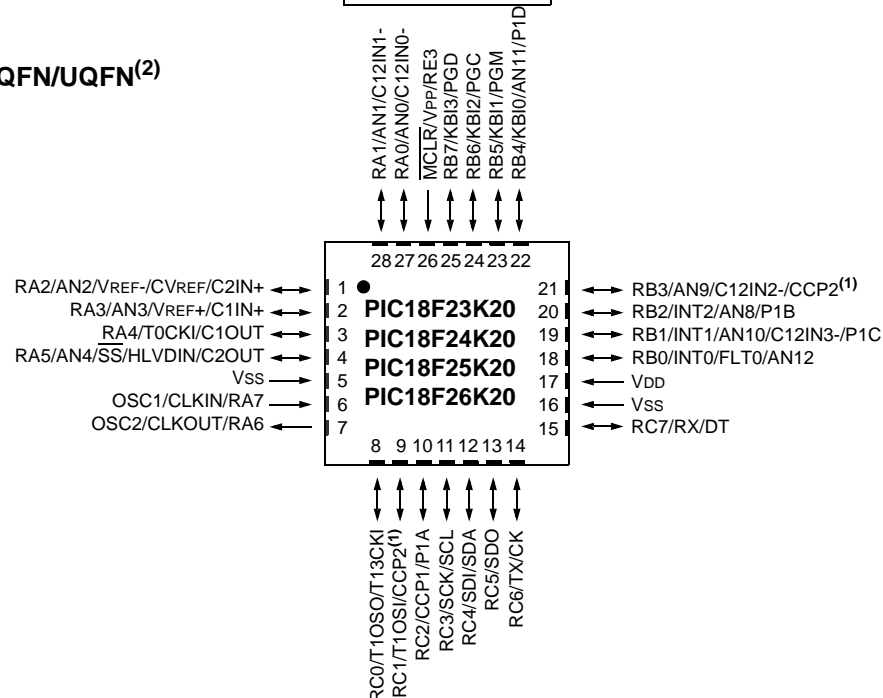 QFN/UQFN(2)
RA1/AN1/C12IN1-
RA0/AN0/C12IN0-
MCLR/VPP/RE3
RB7/KBI3/PGD
RB6/KBI2/PGC
RB5/KBI1/PGM
RB4/KBI0/AN11/P1D
28 27 26 25 24 23 22
RA2/AN2/VREF-/CVREF/C2IN+ 1
RA3/AN3/VREF+/C1IN+ 2
RA4/T0CKI/C1OUT 3
RA5/AN4/SS/HLVDIN/C2OUT 4
VSS 5
OSC1/CLKIN/RA7 6
OSC2/CLKOUT/RA6 7
PIC18F23K20
PIC18F24K20
PIC18F25K20
PIC18F26K20
21 RB3/AN9/C12IN2-/CCP2(1)
20 RB2/INT2/AN8/P1B
19 RB1/INT1/AN10/C12IN3-/P1C
18 RB0/INT0/FLT0/AN12
17 VDD
16 VSS
15 RC7/RX/DT
8 9 10 11 12 13 14
RC0/T1OSO/T13CKI
RC1/T1OSI/CCP2(1)
RC2/CCP1/P1A
RC3/SCK/SCL
RC4/SDI/SDA
RC5/SDO
RC6/TX/CK